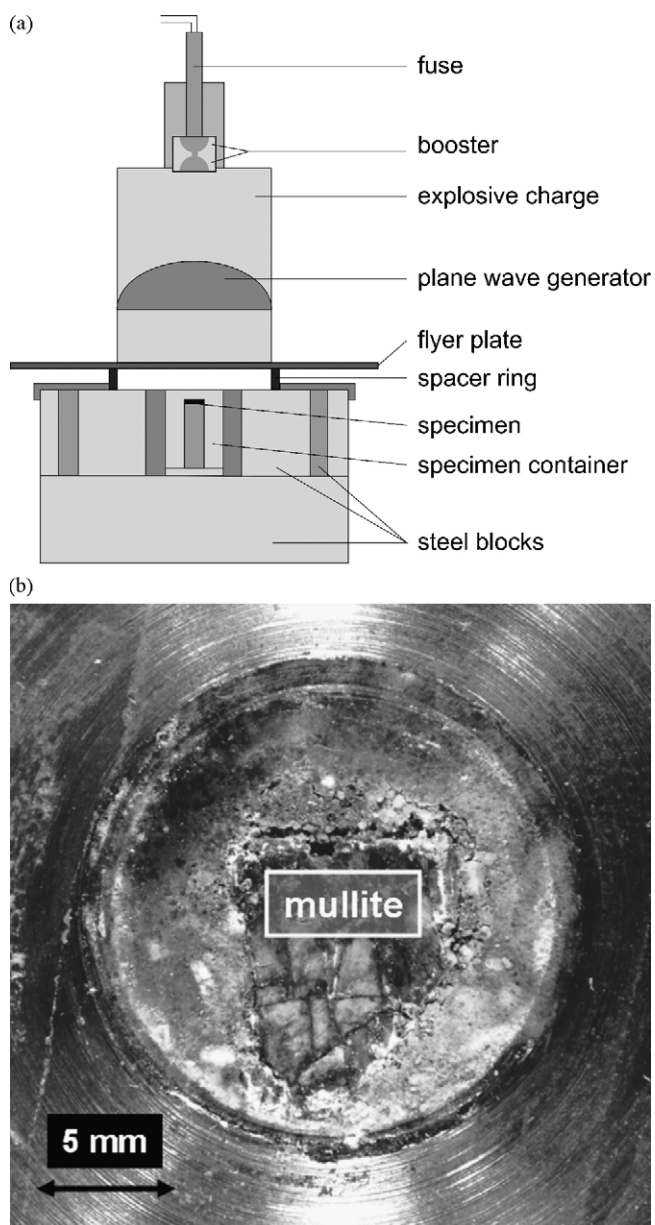 (a)
fuse
booster
explosive charge
plane wave generator
flyer plate
spacer ring
specimen
specimen container
steel blocks
(b)
mullite
5 mm